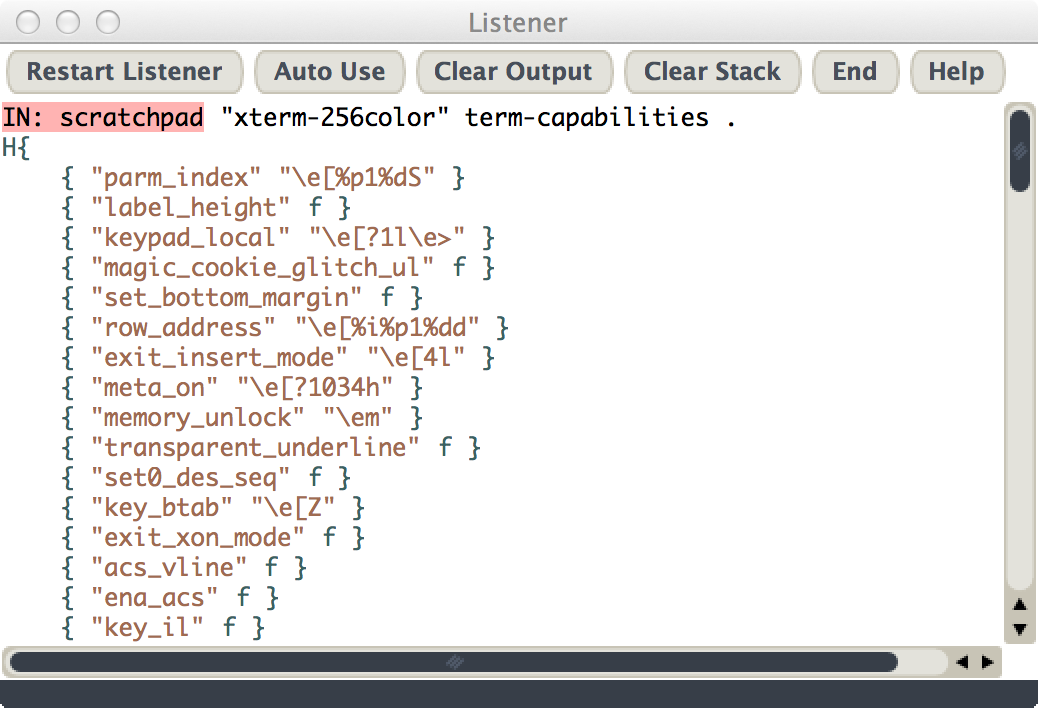 Listener
Restart Listener Auto Use Clear Output Clear Stack End Help
IN: scratchpad "xterm-256color" term-capabilities .
H{
    { "parm_index" "\e[%p1%dS" }
    { "label_height" f }
    { "keypad_local" "\e[?1l\e>" }
    { "magic_cookie_glitch_ul" f }
    { "set_bottom_margin" f }
    { "row_address" "\e[%i%p1%dd" }
    { "exit_insert_mode" "\e[4l" }
    { "meta_on" "\e[?1034h" }
    { "memory_unlock" "\em" }
    { "transparent_underline" f }
    { "set0_des_seq" f }
    { "key_btab" "\e[Z" }
    { "exit_xon_mode" f }
    { "acs_vline" f }
    { "ena_acs" f }
    { "key_il" f }